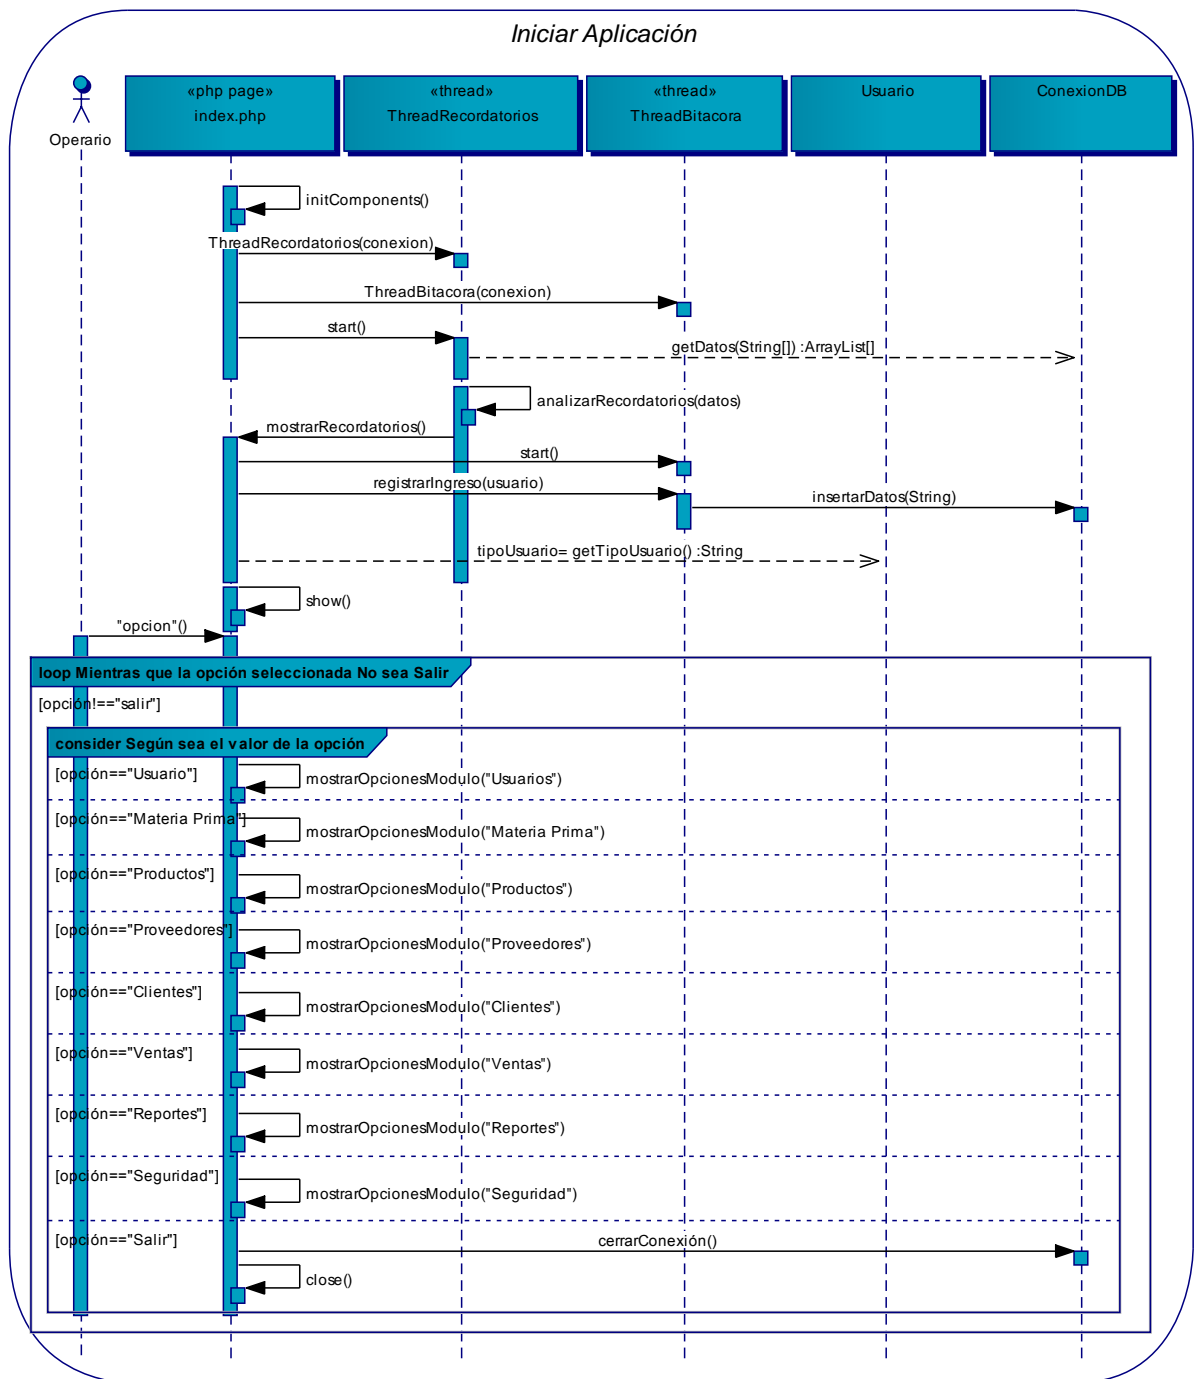 Iniciar Aplicación
Operario
«php page»
index.php
«thread»
ThreadRecordatorios
«thread»
ThreadBitacora
Usuario
ConexionDB
initComponents()
ThreadRecordatorios(conexion)
ThreadBitacora(conexion)
start()
getDatos(String[]) :ArrayList[]
analizarRecordatorios(datos)
mostrarRecordatorios()
start()
registrarIngreso(usuario)
insertarDatos(String)
tipoUsuario= getTipoUsuario() :String
show()
"opcion"()
loop Mientras que la opción seleccionada No sea Salir
[opción!=="salir"]
consider Según sea el valor de la opción
[opción=="Usuario"]
mostrarOpcionesModulo("Usuarios")
[opción=="Materia Prima"]
mostrarOpcionesModulo("Materia Prima")
[opción=="Productos"]
mostrarOpcionesModulo("Productos")
[opción=="Proveedores"]
mostrarOpcionesModulo("Proveedores")
[opción=="Clientes"]
mostrarOpcionesModulo("Clientes")
[opción=="Ventas"]
mostrarOpcionesModulo("Ventas")
[opción=="Reportes"]
mostrarOpcionesModulo("Reportes")
[opción=="Seguridad"]
mostrarOpcionesModulo("Seguridad")
[opción=="Salir"]
cerrarConexión()
close()